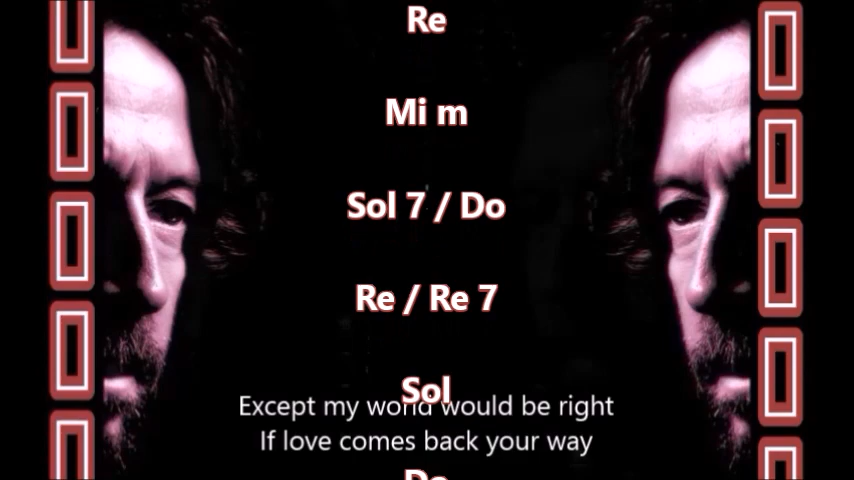 Re
Mi m
Sol 7 / Do
Re / Re 7
Sol
Except my world would be right
If love comes back your way
Do